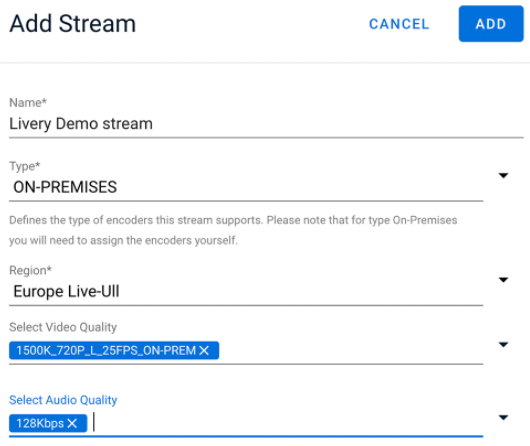 Add Stream
CANCEL
ADD
Name*
Livery Demo stream
Type*
ON-PREMISES
Defines the type of encoders this stream supports. Please note that for type On-Premises
you will need to assign the encoders yourself.
Region*
Europe Live-Ull
Select Video Quality
1500K_720P_L_25FPS_ON-PREM
Select Audio Quality
128Kbps